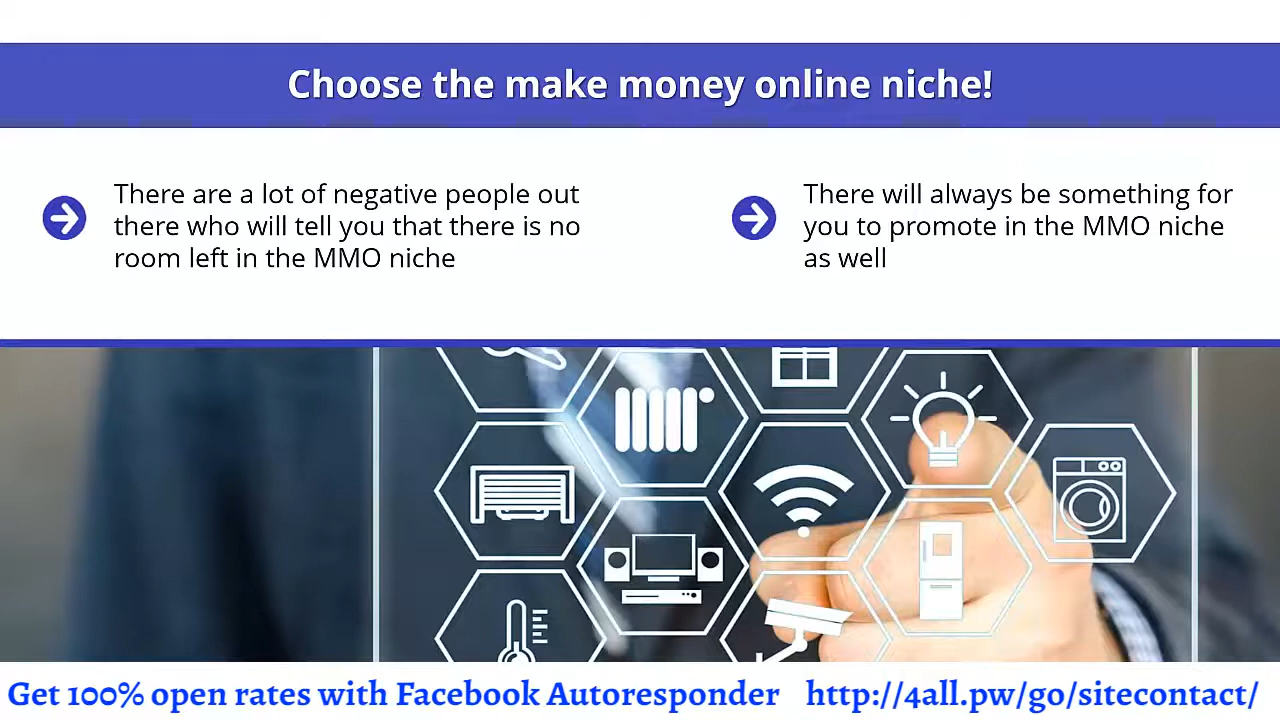 Choose the make money online niche!
There are a lot of negative people out
there who will tell you that there is no
room left in the MMO niche
There will always be something for
you to promote in the MMO niche
as well
Get 100% open rates with Facebook Autoresponder http://4all.pw/go/sitecontact/